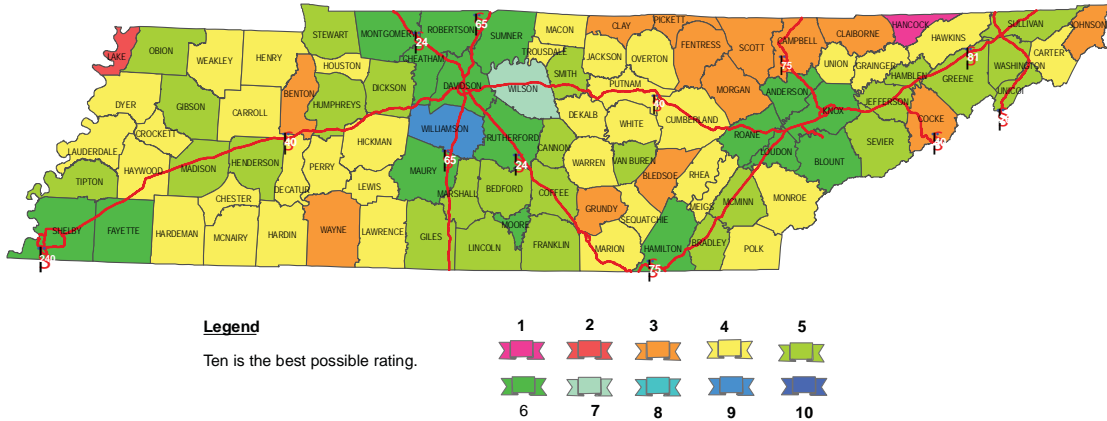 CLAY PICKETT HANCOCK SULLIVAN JOHNSON
STEWART MONTGOMERY ROBERTSON 65 SUMNER MACON
LAKE OBION 24 TROUSDALE FENTRESS SCOTT CAMPBELL CLAIBORNE HAWKINS CARTER
WEAKLEY HENRY HOUSTON CHEATHAM JACKSON OVERTON 75 UNION GRAINGER 81 WASHINGTON
DICKSON DAVIDSON WILSON SMITH PUTNAM MORGAN ANDERSON HAMBLEN GREENE UNICOI
DYER GIBSON BENTON HUMPHREYS JEFFERSON
CARROLL WILLIAMSON DEKALB WHITE CUMBERLAND KNOX COCKE
CROCKETT 40 HICKMAN RUTHERFORD CANNON ROANE LOUDON SEVIER 40
LAUDERDALE HAYWOOD MADISON HENDERSON PERRY 65 24 WARREN VAN BUREN BLOUNT
TIPTON DECATUR LEWIS MAURY BEDFORD COFFEE BLEDSOE RHEA
CHESTER MARSHALL GRUNDY MEIGS MCMINN MONROE
SHELBY FAYETTE HARDEMAN MCNAIRY HARDIN WAYNE LAWRENCE GILES MOORE SEQUATCHIE
240 LINCOLN FRANKLIN MARION HAMILTON BRADLEY POLK
75
Legend
Ten is the best possible rating.
1 2 3 4 5
6 7 8 9 10